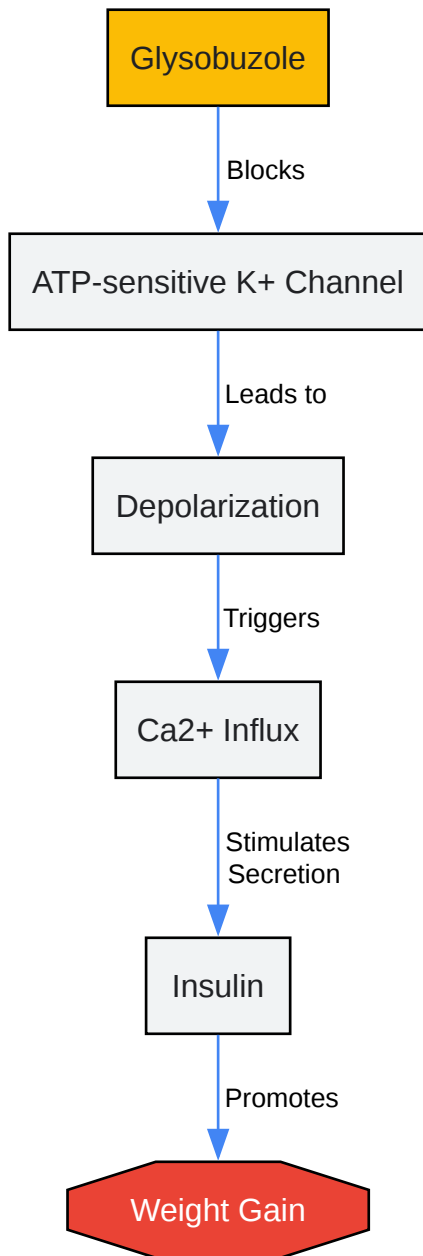 Glysobuzole
Blocks
ATP-sensitive K+ Channel
Leads to
Depolarization
Triggers
Ca2+ Influx
Stimulates
Secretion
Insulin
Promotes
Weight Gain